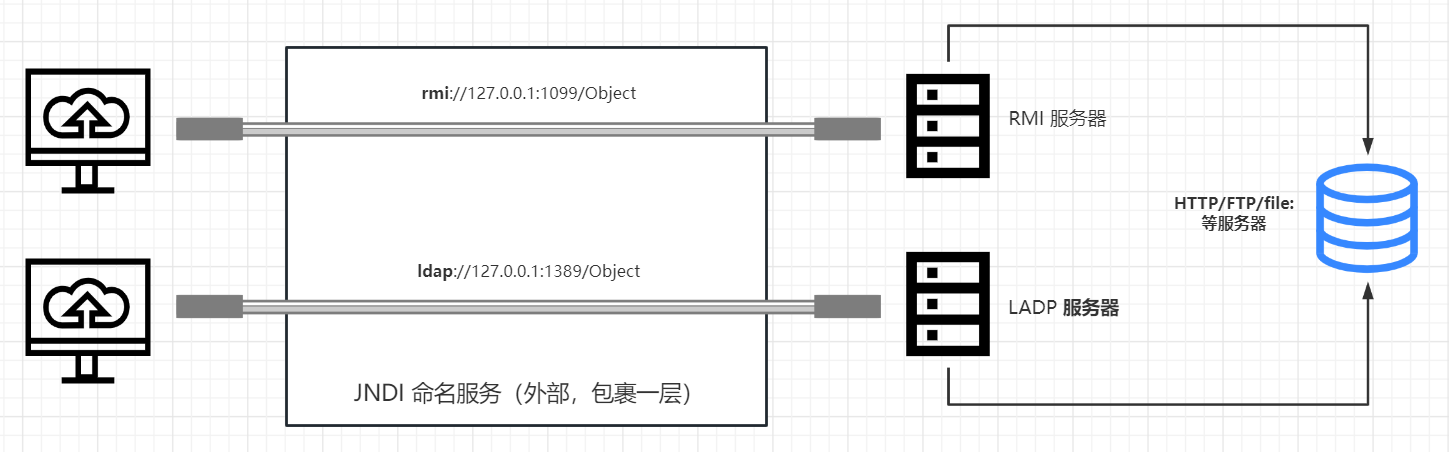 rmi://127.0.0.1:1099/Object
RMI 服务器
HTTP/FTP/file:
等服务器
ldap://127.0.0.1:1389/Object
LADP 服务器
JNDI 命名服务（外部，包裹一层）